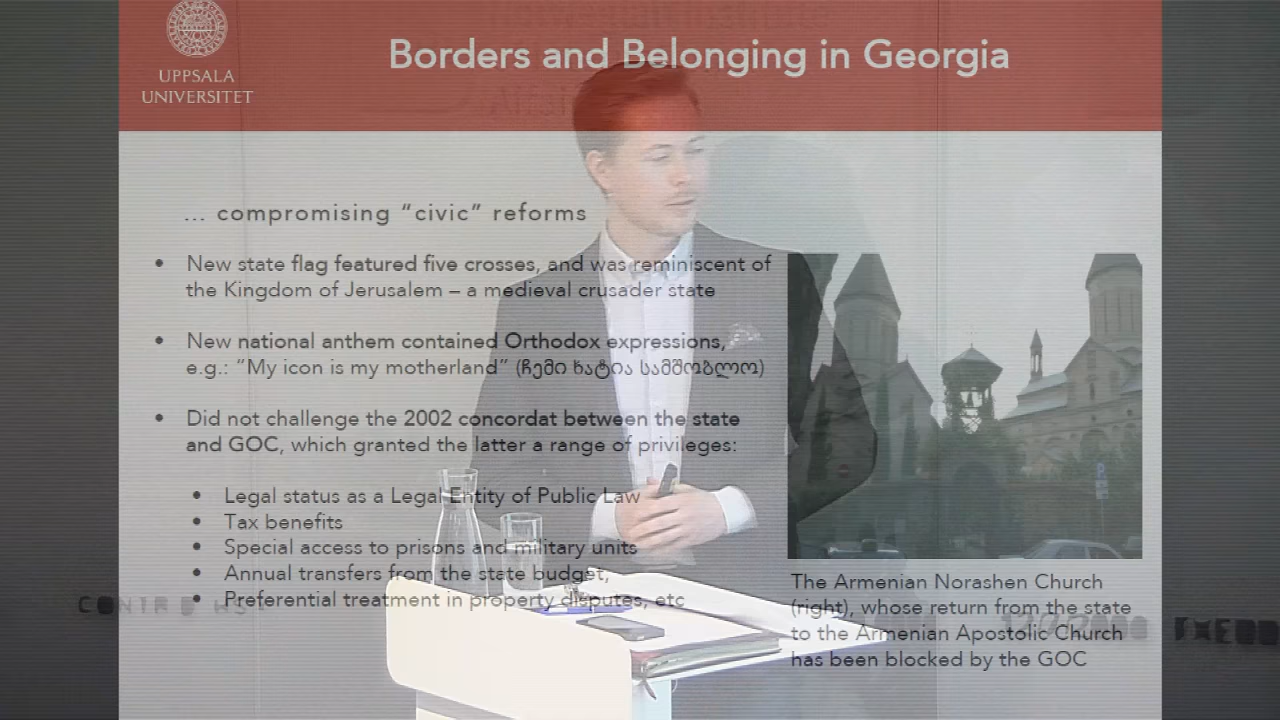 UPPSALA
UNIVERSITET
Borders and Belonging in Georgia
… compromising “civic” reforms
• New state flag featured five crosses, and was reminiscent of
the Kingdom of Jerusalem – a medieval crusader state
• New national anthem contained Orthodox expressions,
e.g.: “My icon is my motherland” (ჩემი ხატია სამშობლო)
• Did not challenge the 2002 concordat between the state
and GOC, which granted the latter a range of privileges:
• Legal status as a Legal Entity of Public Law
• Tax benefits
• Special access to prisons and military units
• Annual transfers from the state budget,
• Preferential treatment in property disputes, etc
The Armenian Norashen Church
(right), whose return from the state
to the Armenian Apostolic Church
has been blocked by the GOC